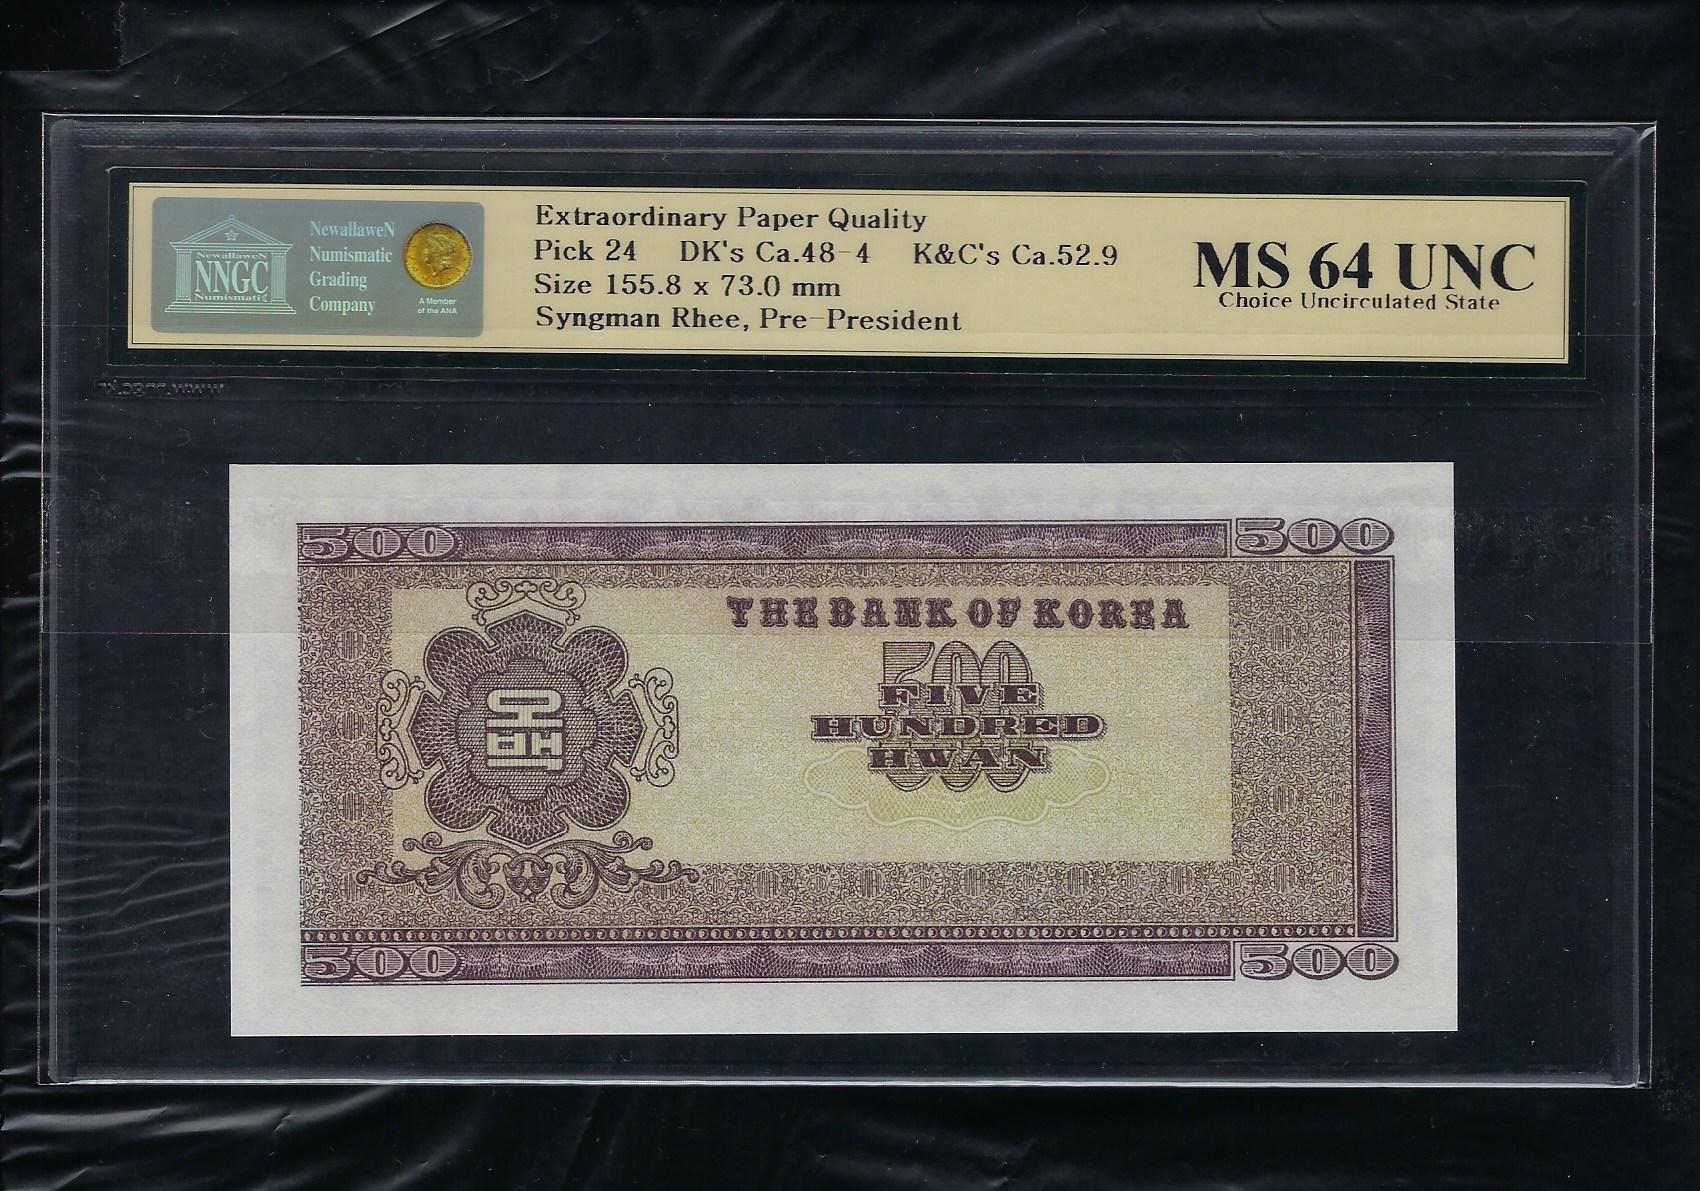 NewallaweN
NNGC
Numismatic
NewallaweN
Numismatic
Grading
Company
A Member
of the ANA
Extraordinary Paper Quality
Pick 24 DK's Ca.48-4 K&C's Ca.52.9
Size 155.8 x 73.0 mm
Syngman Rhee, Pre-President
MS 64 UNC
Choice Uncirculated State
500
500
THE BANK OF KOREA
오백
500
FIVE
HUNDRED
HWAN
500
500